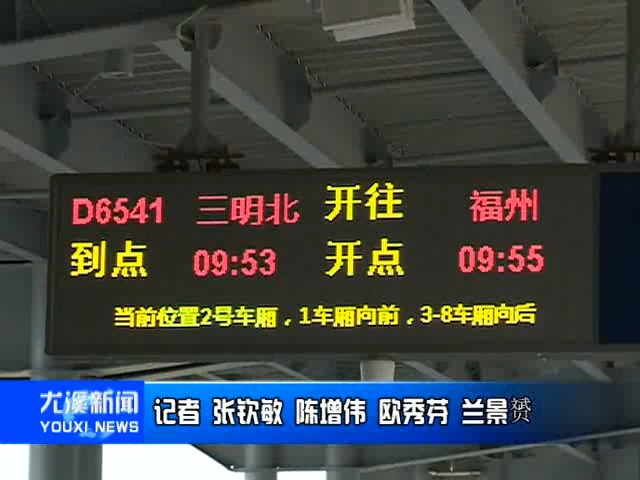 D6541 三明北 开往 福州
到点 09:53 开点 09:55
当前位置2号车厢，1车厢向前，3-8车厢向后
尤溪新闻
YOUXI NEWS
记者 张钦敏 陈增伟 欧秀芬 兰景赟